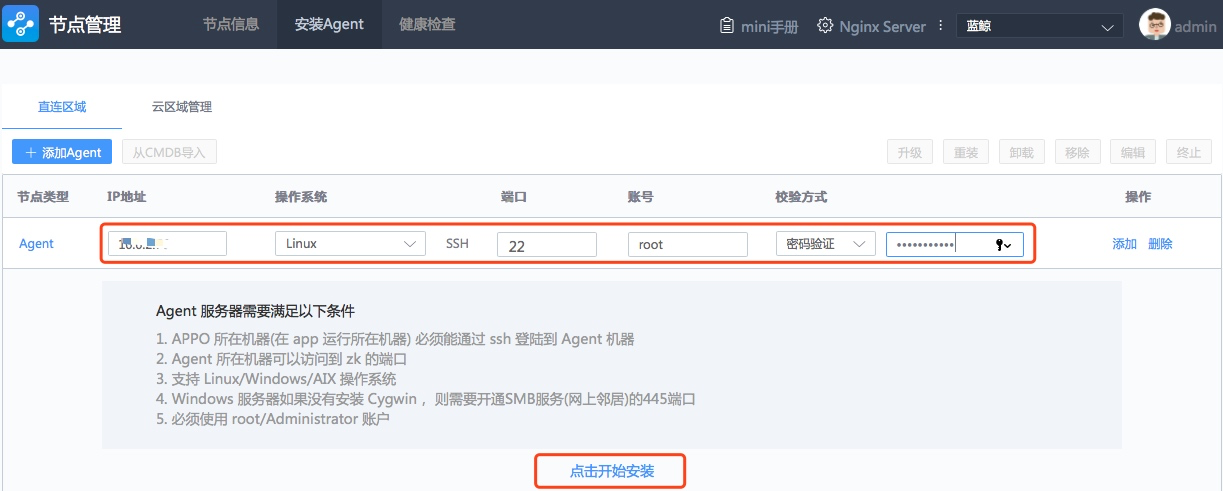 节点管理 节点信息 安装Agent 健康检查 mini手册 Nginx Server 蓝鲸 admin
直连区域 云区域管理
+ 添加Agent 从CMDB导入 升级 重装 卸载 移除 编辑 终止
节点类型 IP地址 操作系统 端口 账号 校验方式 操作
Agent Linux SSH 22 root 密码验证 ••••••••••• 添加 删除
Agent 服务器需要满足以下条件
1. APPO 所在机器(在 app 运行所在机器) 必须能通过 ssh 登陆到 Agent 机器
2. Agent 所在机器可以访问到 zk 的端口
3. 支持 Linux/Windows/AIX 操作系统
4. Windows 服务器如果没有安装 Cygwin ，则需要开通SMB服务(网上邻居)的445端口
5. 必须使用 root/Administrator 账户
点击开始安装